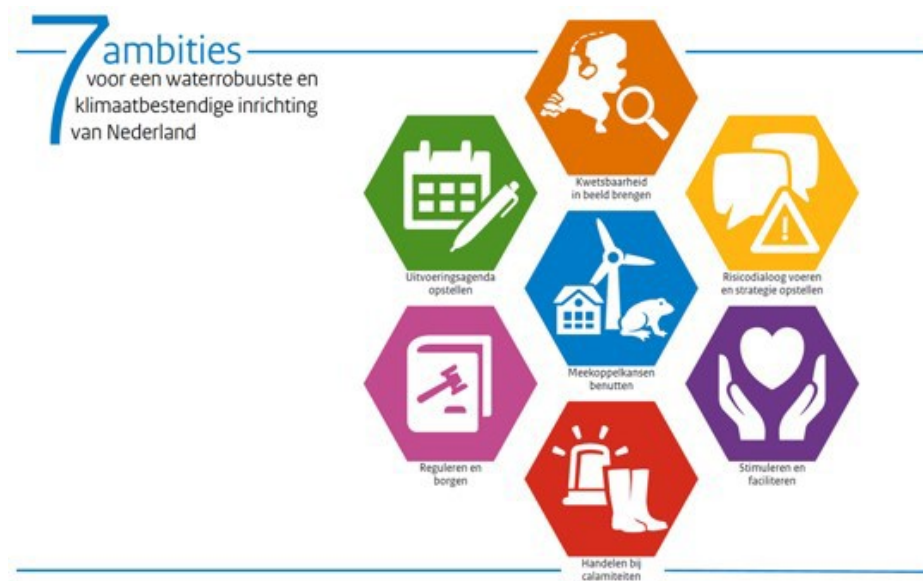 7 ambities
voor een waterrobuuste en
klimaatbestendige inrichting
van Nederland
Kwetsbaarheid
in beeld brengen
Uitvoeringsagenda
opstellen
Risicodialoog voeren
en strategie opstellen
Meekoppelkansen
benutten
Reguleren en
borgen
Stimuleren en
faciliteren
Handelen bij
calamiteiten